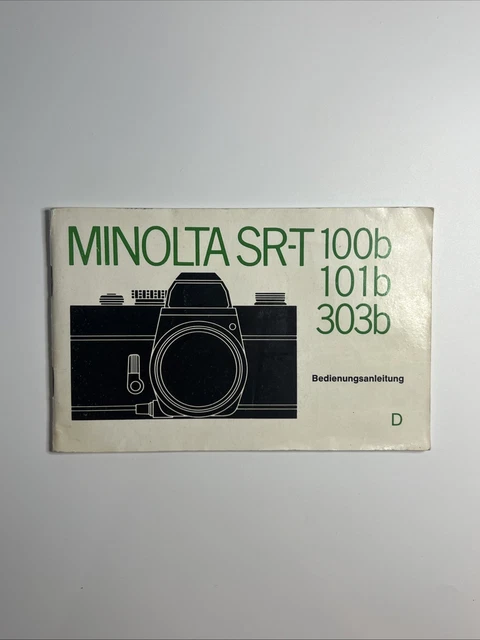 MINOLTA SR-T 100b
101b
303b
Bedienungsanleitung
D